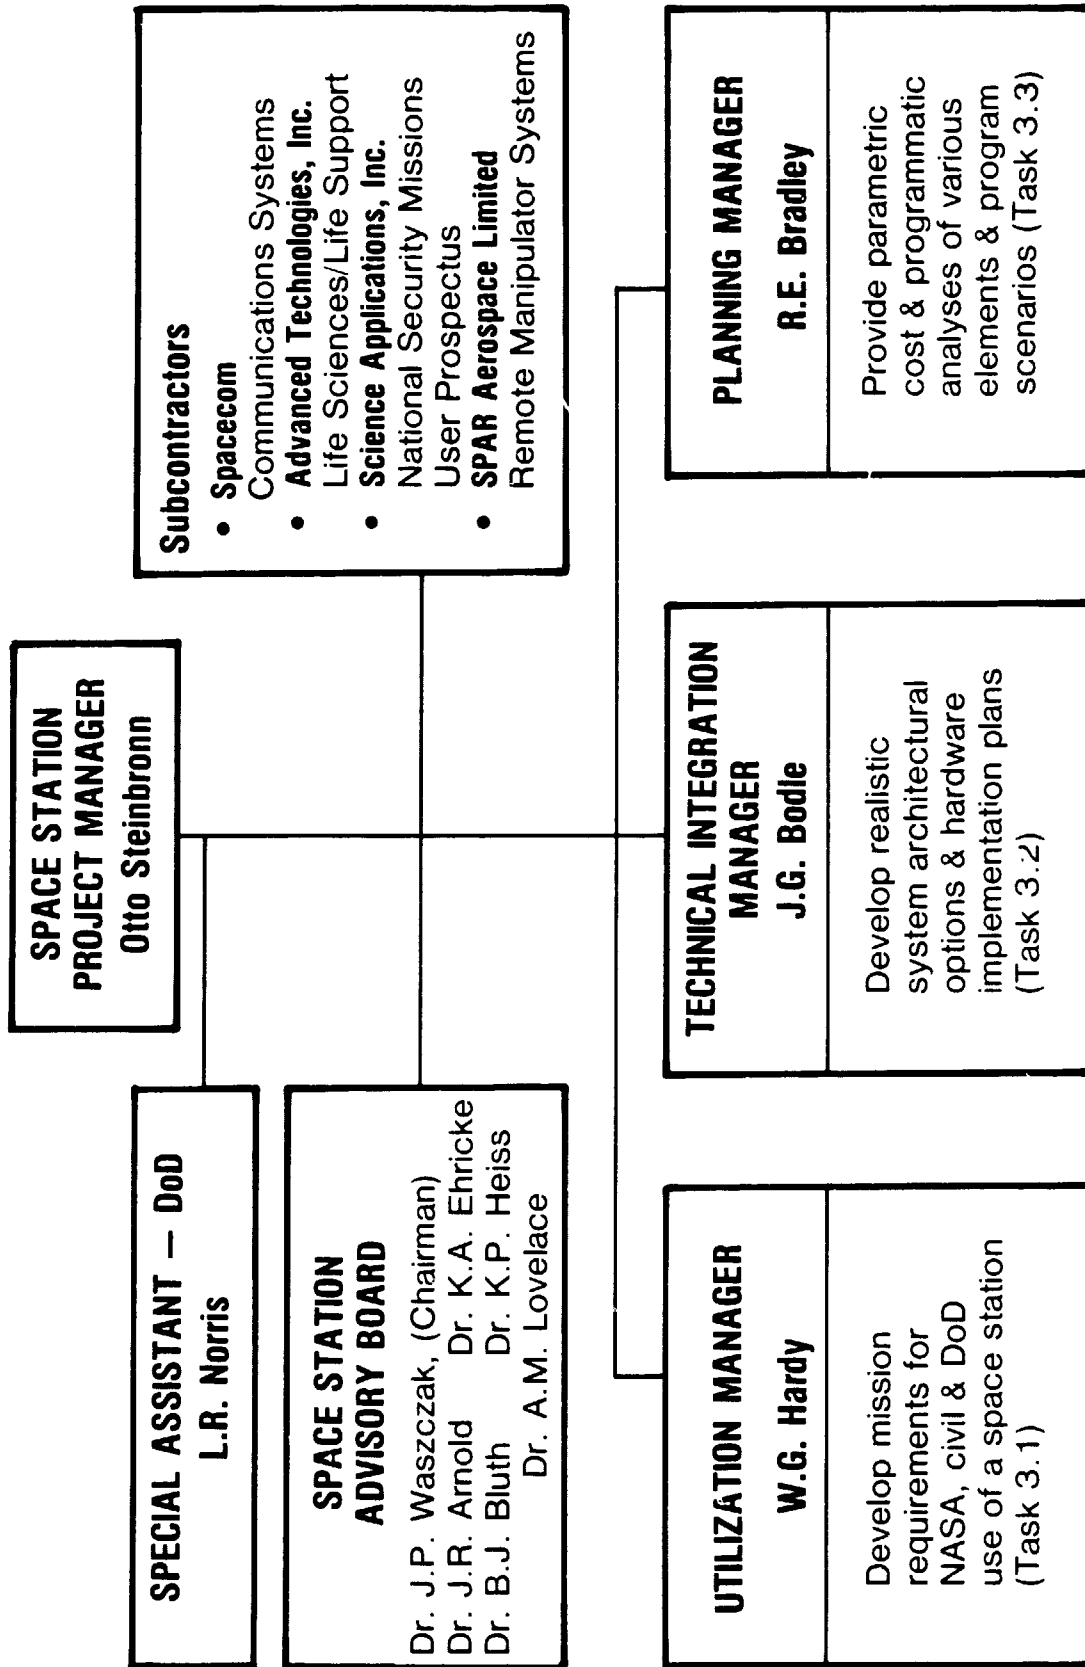 SPACE STATION
PROJECT MANAGER
Otto Steinbronn
SPECIAL ASSISTANT — DoD
L.R. Norris
SPACE STATION
ADVISORY BOARD
Dr. J.P. Waszczak, (Chairman)
Dr. J.R. Arnold Dr. K.A. Ehricke
Dr. B.J. Bluth Dr. K.P. Heiss
Dr. A.M. Lovelace
Subcontractors
• Spacecom
Communications Systems
• Advanced Technologies, Inc.
Life Sciences/Life Support
• Science Applications, Inc.
National Security Missions
User Prospectus
• SPAR Aerospace Limited
Remote Manipulator Systems
UTILIZATION MANAGER
W.G. Hardy
Develop mission
requirements for
NASA, civil & DoD
use of a space station
(Task 3.1)
TECHNICAL INTEGRATION
MANAGER
J.G. Bodle
Develop realistic
system architectural
options & hardware
implementation plans
(Task 3.2)
PLANNING MANAGER
R.E. Bradley
Provide parametric
cost & programmatic
analyses of various
elements & program
scenarios (Task 3.3)